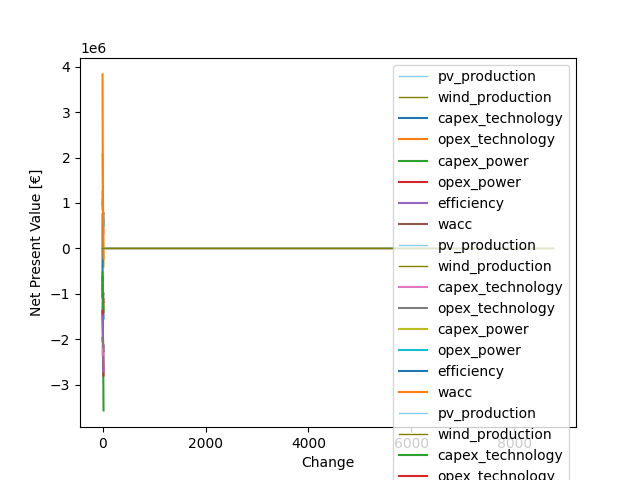 1e6
4
3
2
1
0
−1
−2
−3
Net Present Value [€]
0
2000
4000
6000
8000
Change
pv_production
wind_production
capex_technology
opex_technology
capex_power
opex_power
efficiency
wacc
pv_production
wind_production
capex_technology
opex_technology
capex_power
opex_power
efficiency
wacc
pv_production
wind_production
capex_technology
opex_technology